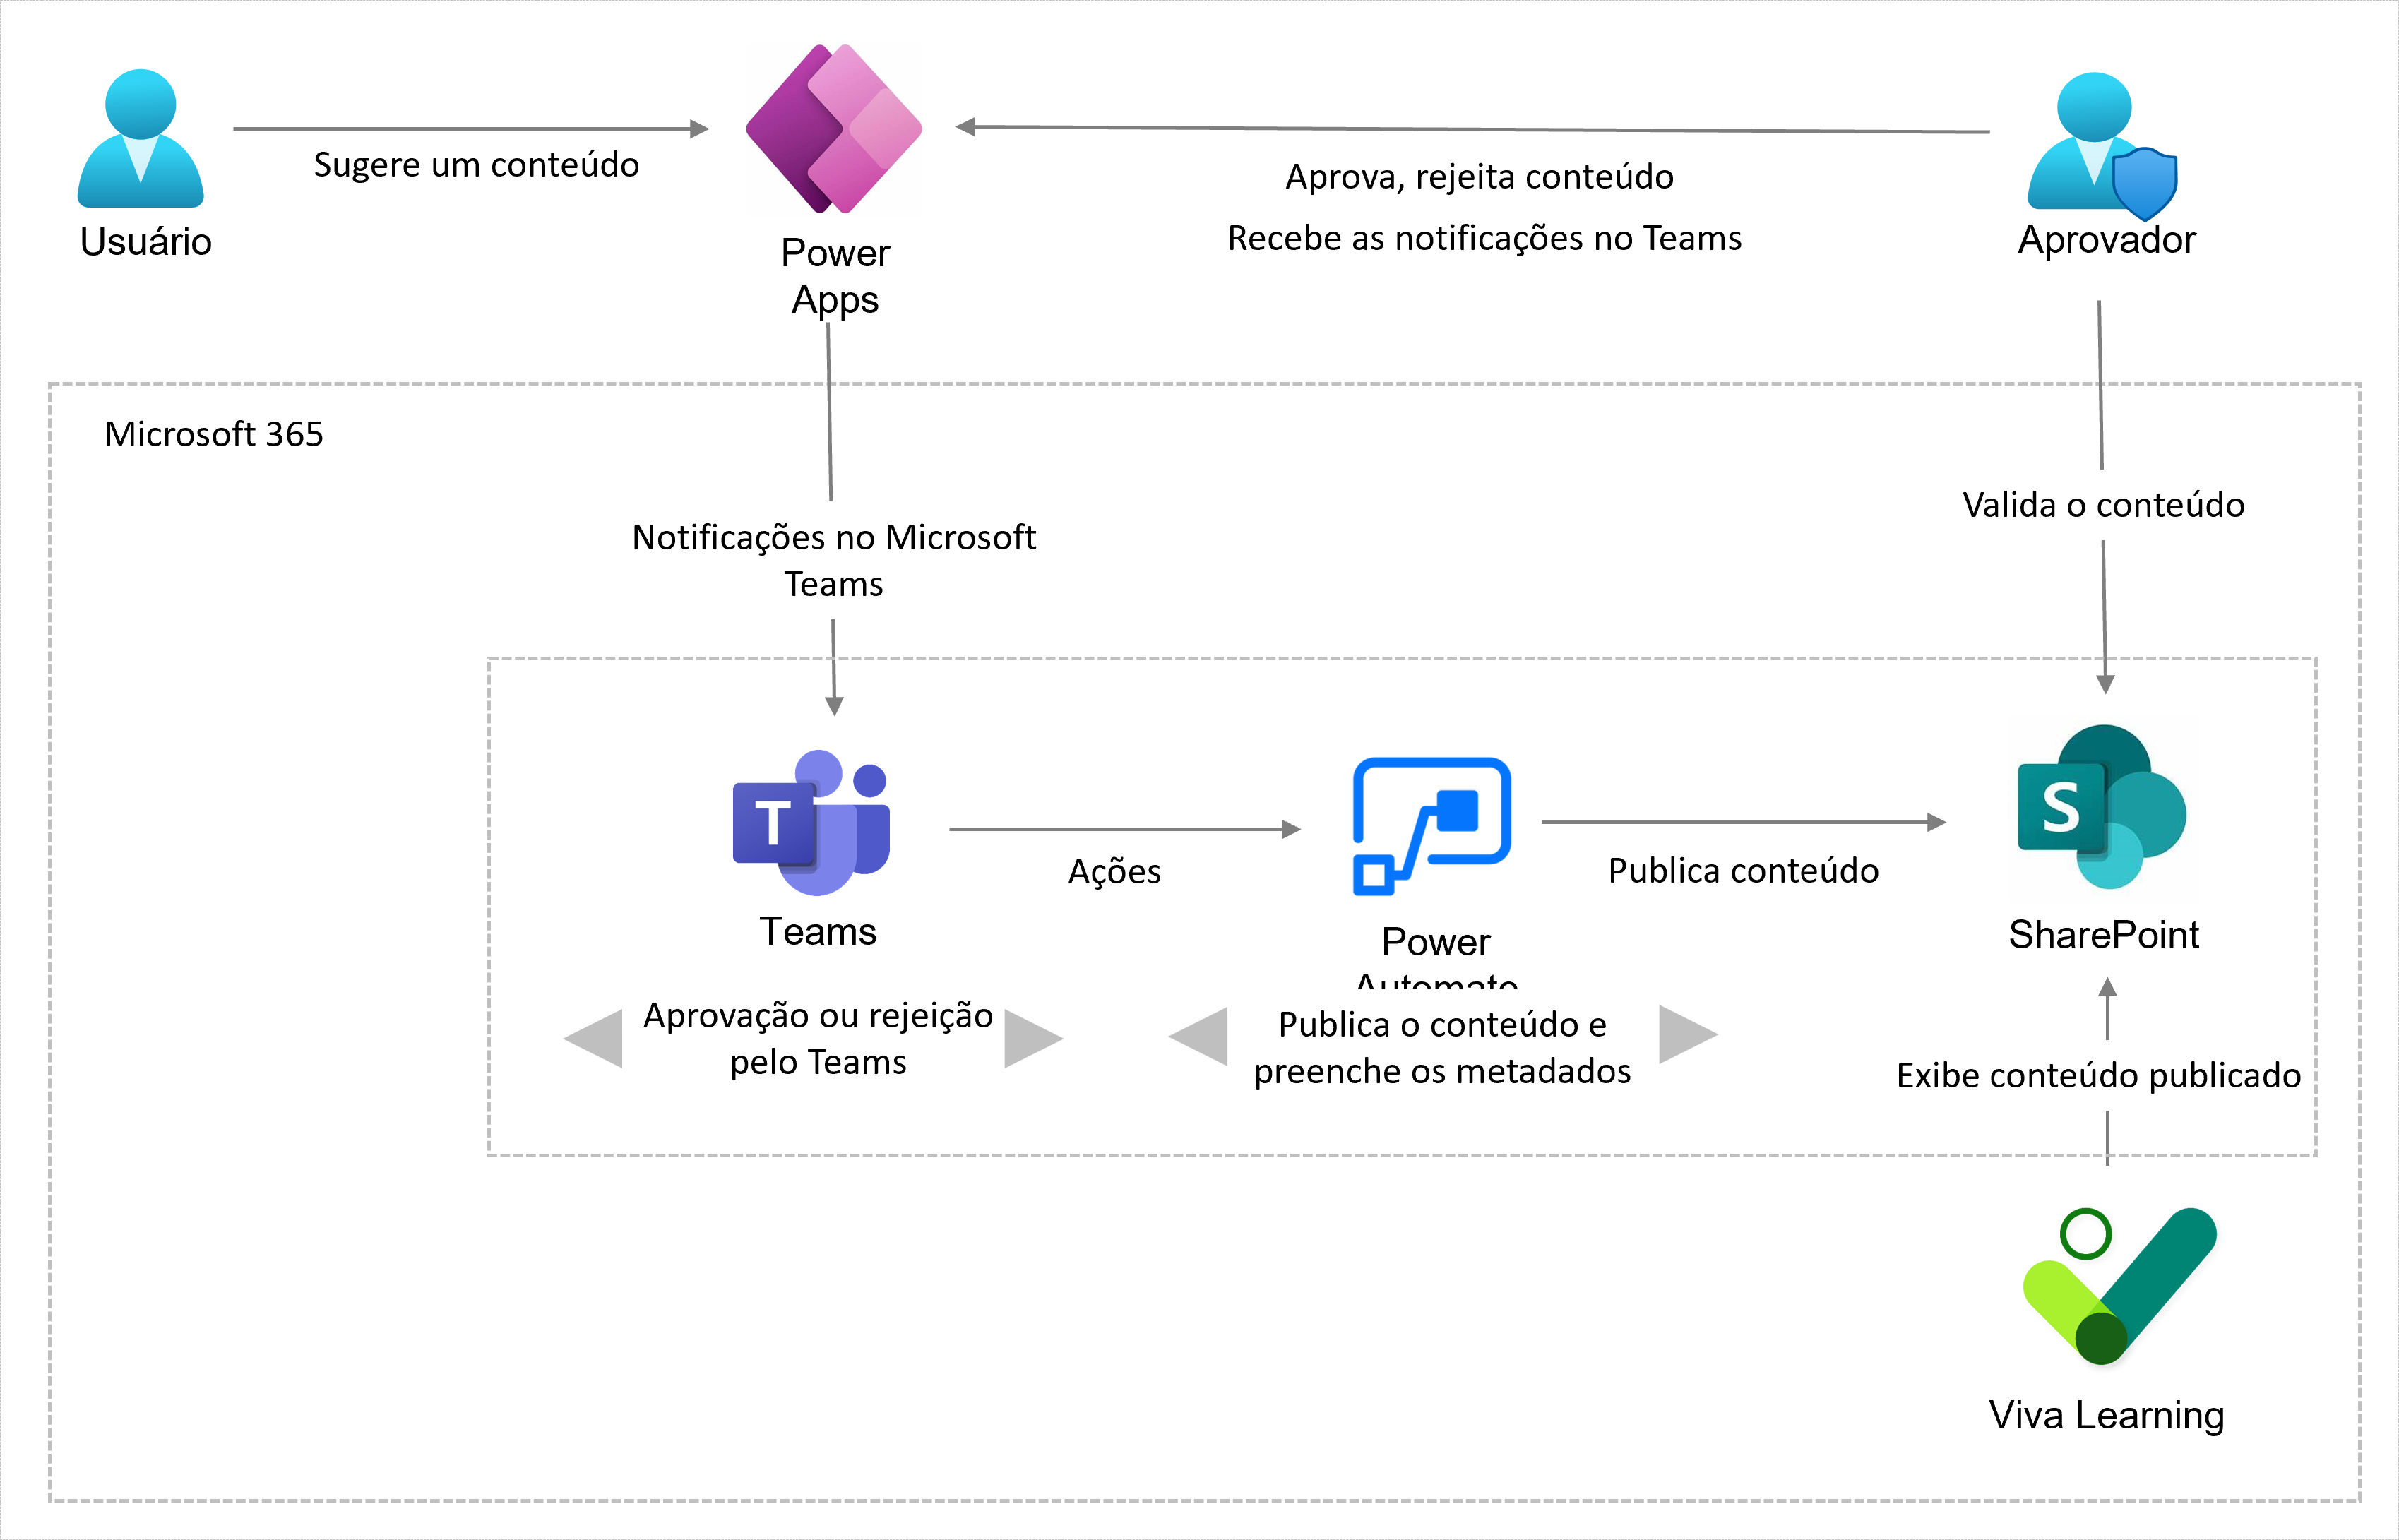 Sugere um conteúdo
Aprova, rejeita conteúdo
Recebe as notificações no Teams
Usuário
Aprovador
Power
Apps
Microsoft 365
Notificações no Microsoft
Teams
Valida o conteúdo
T
S
Ações
Publica conteúdo
Teams
Power
Automate
SharePoint
Aprovação ou rejeição
pelo Teams
Publica o conteúdo e
preenche os metadados
Exibe conteúdo publicado
Viva Learning